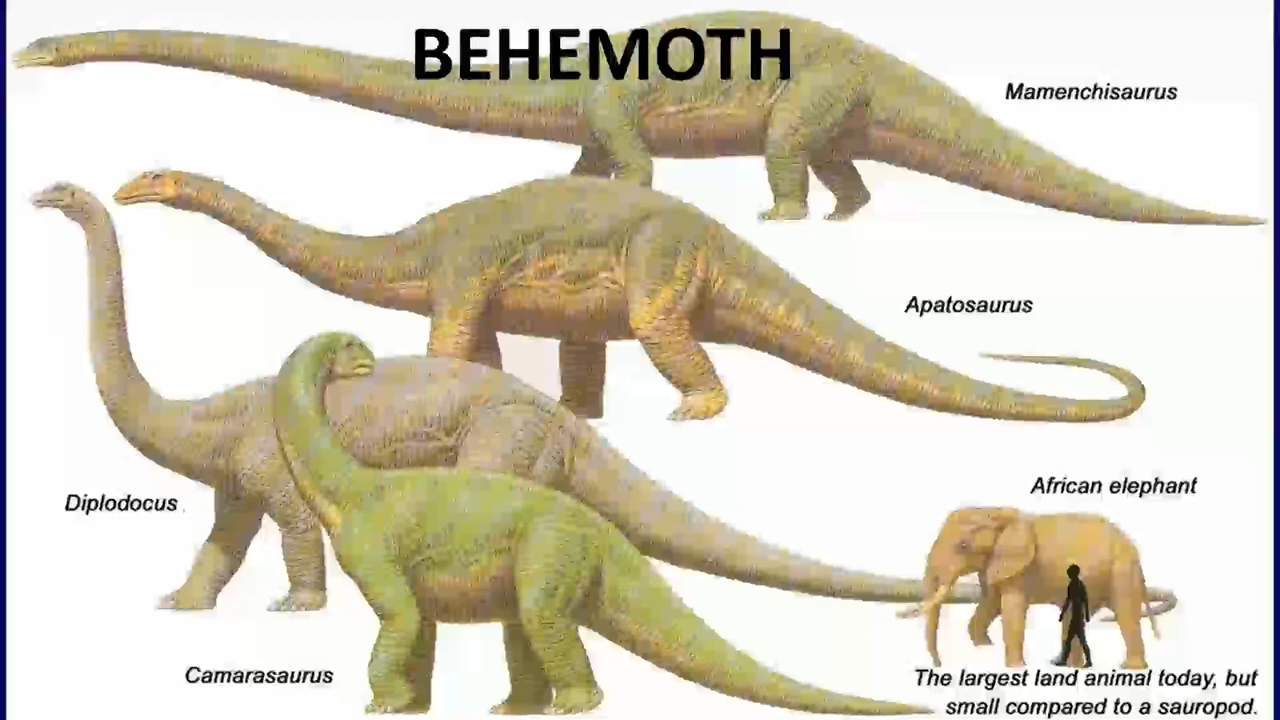 BEHEMOTH
Mamenchisaurus
Apatosaurus
African elephant
Diplodocus
Camarasaurus
The largest land animal today, but
small compared to a sauropod.